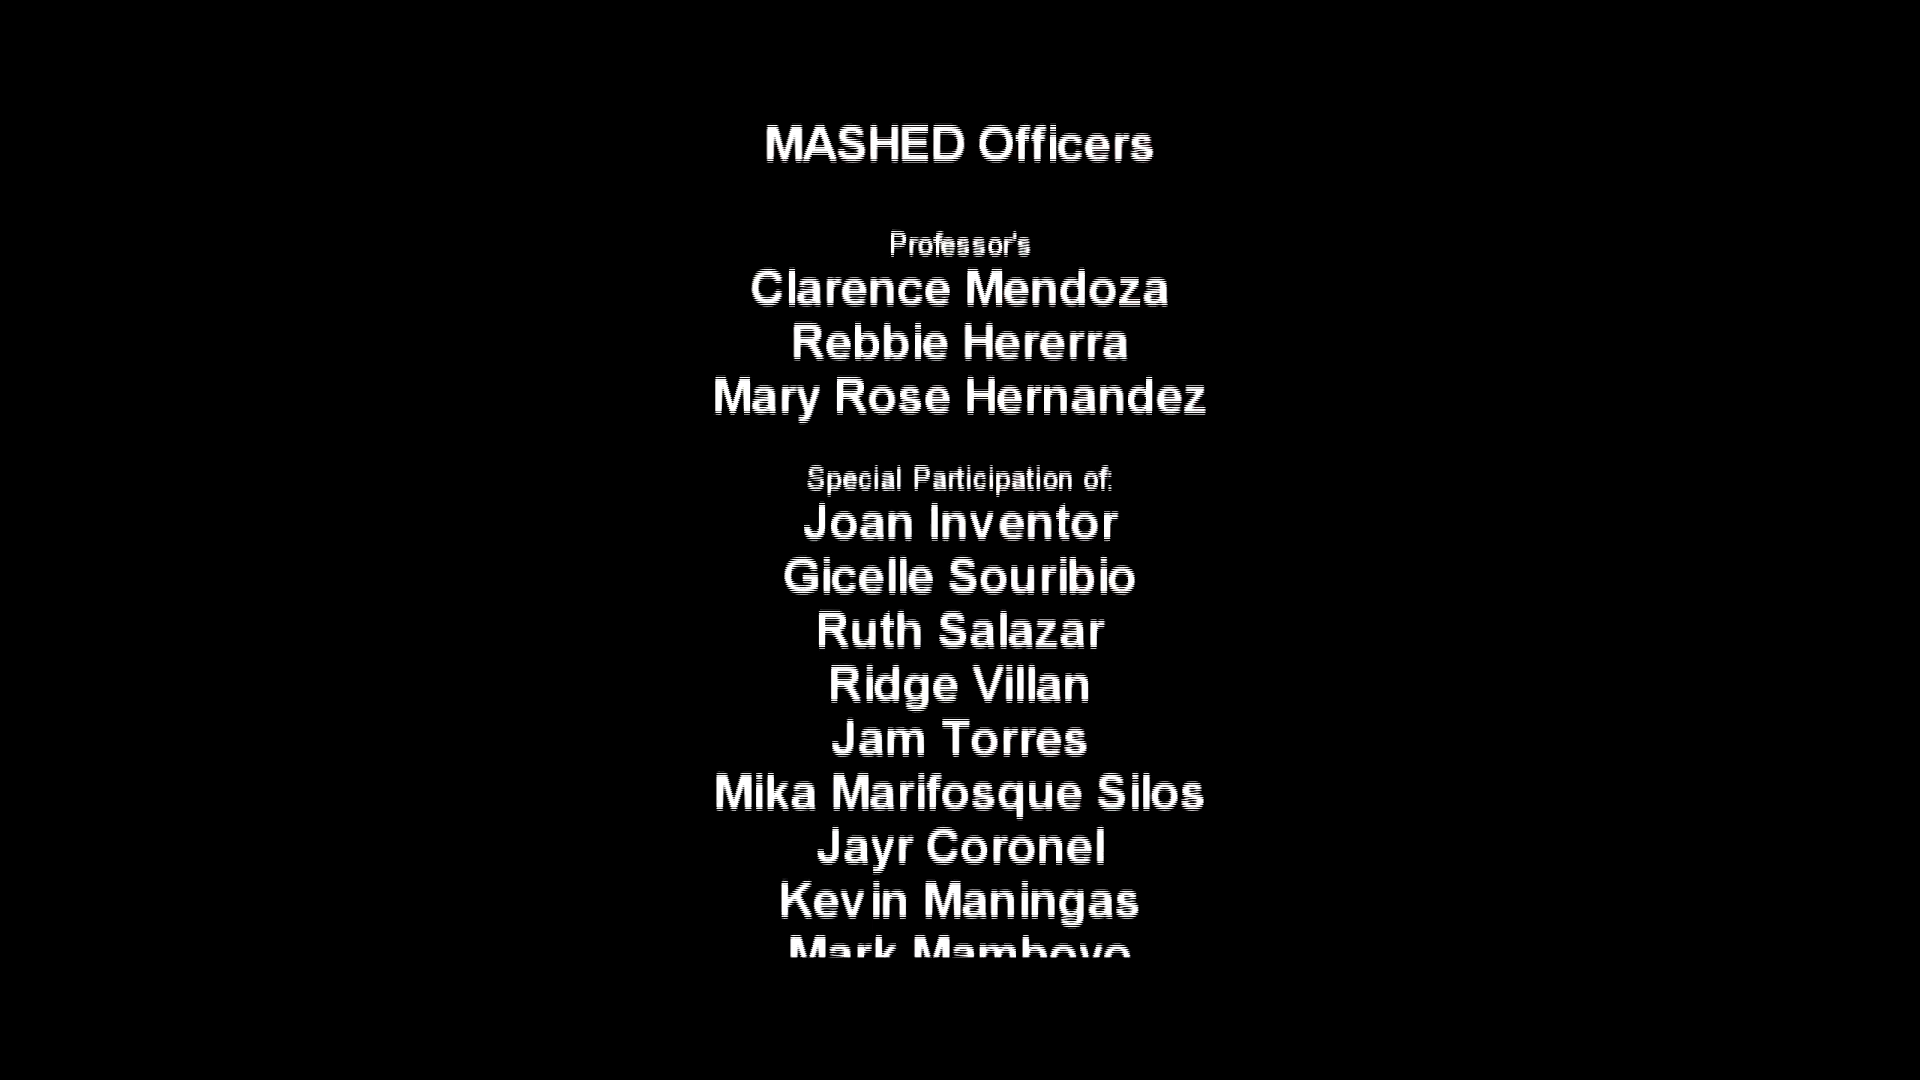 MASHED Officers
Professor's
Clarence Mendoza
Rebbie Hererra
Mary Rose Hernandez
Special Participation of:
Joan Inventor
Gicelle Souribio
Ruth Salazar
Ridge Villan
Jam Torres
Mika Marifosque Silos
Jayr Coronel
Kevin Maningas
Mark